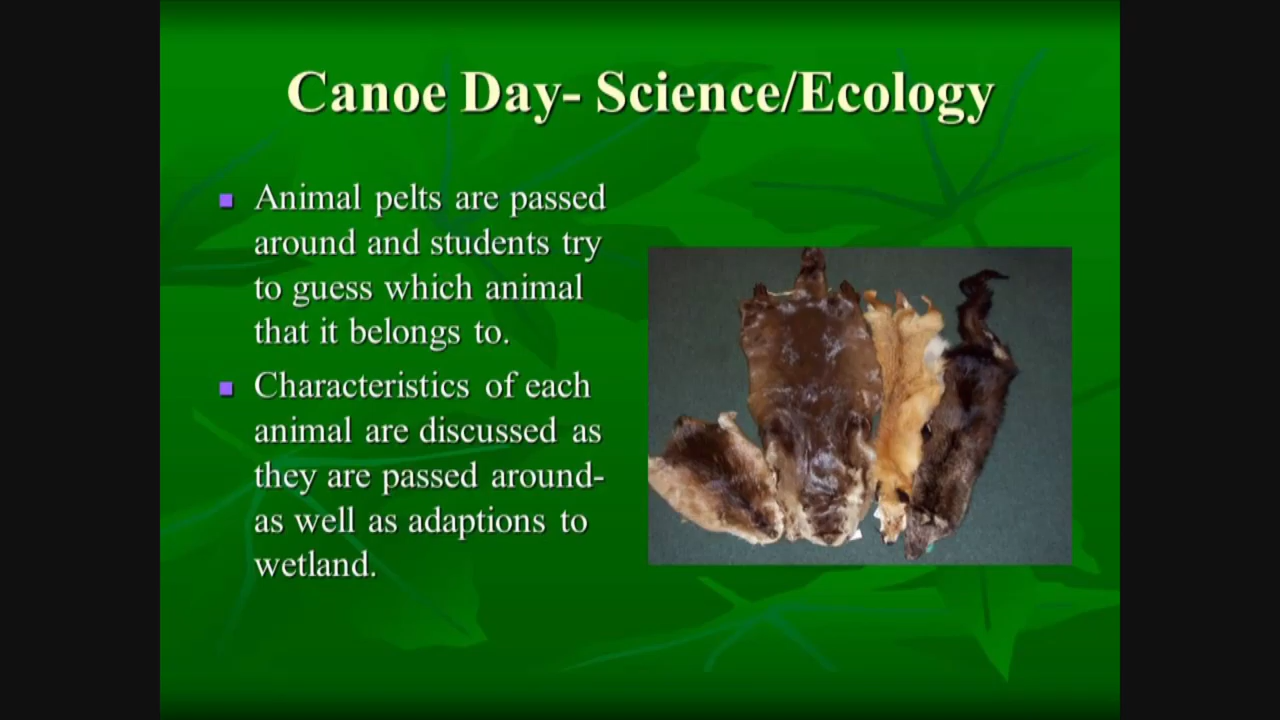 Canoe Day- Science/Ecology
Animal pelts are passed
around and students try
to guess which animal
that it belongs to.
Characteristics of each
animal are discussed as
they are passed around-
as well as adaptions to
wetland.